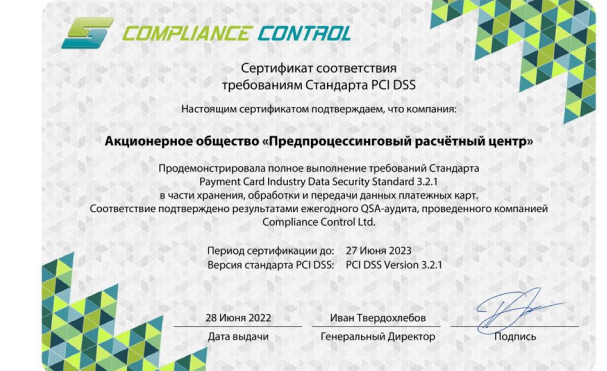 COMPLIANCE CONTROL
Сертификат соответствия
требованиям Стандарта PCI DSS
Настоящим сертификатом подтверждаем, что компания:
Акционерное общество «Предпроцессинговый расчётный центр»
Продемонстрировала полное выполнение требований Стандарта
Payment Card Industry Data Security Standard 3.2.1
в части хранения, обработки и передачи данных платежных карт.
Соответствие подтверждено результатами ежегодного QSA-аудита, проведенного компанией
Compliance Control Ltd.
Период сертификации до: 27 Июня 2023
Версия стандарта PCI DSS: PCI DSS Version 3.2.1
28 Июня 2022 Иван Твердохлебов
Дата выдачи Генеральный Директор Подпись